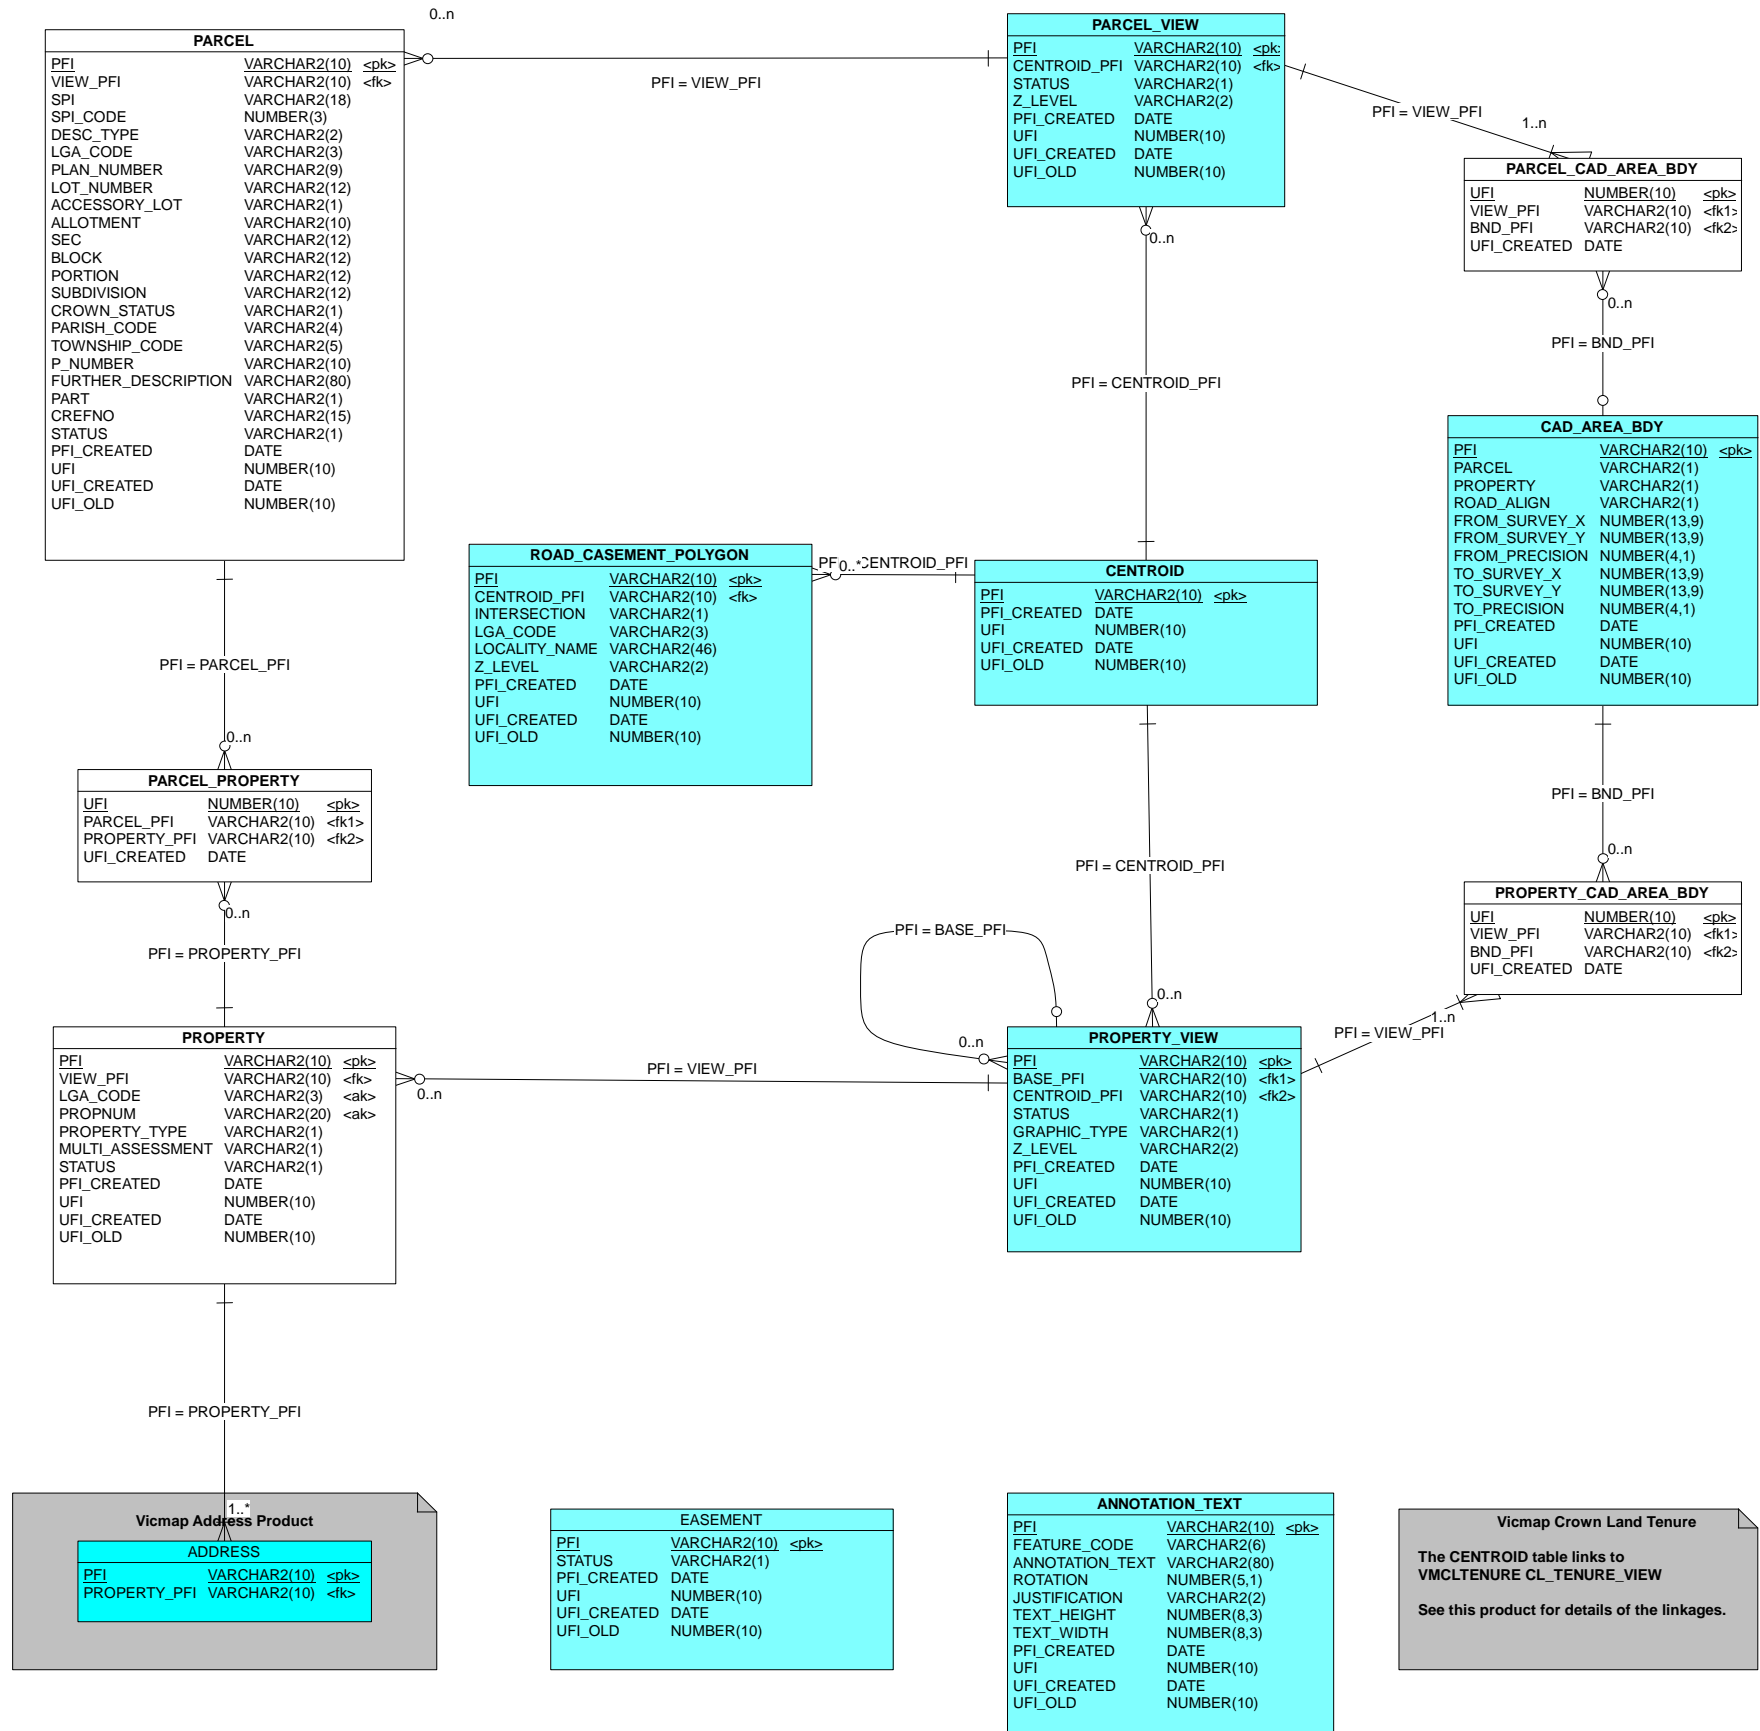 0..n
PARCEL
PFI VARCHAR2(10) <pk>
VIEW_PFI VARCHAR2(10) <fk>
SPI VARCHAR2(18)
SPI_CODE NUMBER(3)
DESC_TYPE VARCHAR2(2)
LGA_CODE VARCHAR2(3)
PLAN_NUMBER VARCHAR2(9)
LOT_NUMBER VARCHAR2(12)
ACCESSORY_LOT VARCHAR2(1)
ALLOTMENT VARCHAR2(10)
SEC VARCHAR2(12)
BLOCK VARCHAR2(12)
PORTION VARCHAR2(12)
SUBDIVISION VARCHAR2(12)
CROWN_STATUS VARCHAR2(1)
PARISH_CODE VARCHAR2(4)
TOWNSHIP_CODE VARCHAR2(5)
P_NUMBER VARCHAR2(10)
FURTHER_DESCRIPTION VARCHAR2(80)
PART VARCHAR2(1)
CREFNO VARCHAR2(15)
STATUS VARCHAR2(1)
PFI_CREATED DATE
UFI NUMBER(10)
UFI_CREATED DATE
UFI_OLD NUMBER(10)
PFI = VIEW_PFI
PARCEL_VIEW
PFI VARCHAR2(10) <pk>
CENTROID_PFI VARCHAR2(10) <fk>
STATUS VARCHAR2(1)
Z_LEVEL VARCHAR2(2)
PFI_CREATED DATE
UFI NUMBER(10)
UFI_CREATED DATE
UFI_OLD NUMBER(10)
PFI = VIEW_PFI
1..n
PARCEL_CAD_AREA_BDY
UFI NUMBER(10) <pk>
VIEW_PFI VARCHAR2(10) <fk1>
BND_PFI VARCHAR2(10) <fk2>
UFI_CREATED DATE
0..n
0..n
PFI = BND_PFI
PFI = CENTROID_PFI
CAD_AREA_BDY
PFI VARCHAR2(10) <pk>
PARCEL VARCHAR2(1)
PROPERTY VARCHAR2(1)
ROAD_ALIGN VARCHAR2(1)
FROM_SURVEY_X NUMBER(13,9)
FROM_SURVEY_Y NUMBER(13,9)
FROM_PRECISION NUMBER(4,1)
TO_SURVEY_X NUMBER(13,9)
TO_SURVEY_Y NUMBER(13,9)
TO_PRECISION NUMBER(4,1)
PFI_CREATED DATE
UFI NUMBER(10)
UFI_CREATED DATE
UFI_OLD NUMBER(10)
ROAD_CASEMENT_POLYGON
PFI VARCHAR2(10) <pk>
CENTROID_PFI VARCHAR2(10) <fk>
INTERSECTION VARCHAR2(1)
LGA_CODE VARCHAR2(3)
LOCALITY_NAME VARCHAR2(46)
Z_LEVEL VARCHAR2(2)
PFI_CREATED DATE
UFI NUMBER(10)
UFI_CREATED DATE
UFI_OLD NUMBER(10)
PFI 0..* CENTROID_PFI
CENTROID
PFI VARCHAR2(10) <pk>
PFI_CREATED DATE
UFI NUMBER(10)
UFI_CREATED DATE
UFI_OLD NUMBER(10)
PFI = PARCEL_PFI
0..n
PARCEL_PROPERTY
UFI NUMBER(10) <pk>
PARCEL_PFI VARCHAR2(10) <fk1>
PROPERTY_PFI VARCHAR2(10) <fk2>
UFI_CREATED DATE
0..n
PFI = PROPERTY_PFI
PFI = BND_PFI
0..n
PROPERTY_CAD_AREA_BDY
UFI NUMBER(10) <pk>
VIEW_PFI VARCHAR2(10) <fk1>
BND_PFI VARCHAR2(10) <fk2>
UFI_CREATED DATE
1..n
PFI = VIEW_PFI
PFI = CENTROID_PFI
PFI = BASE_PFI
0..n
0..n
PROPERTY
PFI VARCHAR2(10) <pk>
VIEW_PFI VARCHAR2(10) <fk>
LGA_CODE VARCHAR2(3) <ak>
PROPNUM VARCHAR2(20) <ak>
PROPERTY_TYPE VARCHAR2(1)
MULTI_ASSESSMENT VARCHAR2(1)
STATUS VARCHAR2(1)
PFI_CREATED DATE
UFI NUMBER(10)
UFI_CREATED DATE
UFI_OLD NUMBER(10)
0..n
PFI = VIEW_PFI
PROPERTY_VIEW
PFI VARCHAR2(10) <pk>
BASE_PFI VARCHAR2(10) <fk1>
CENTROID_PFI VARCHAR2(10) <fk2>
STATUS VARCHAR2(1)
GRAPHIC_TYPE VARCHAR2(1)
Z_LEVEL VARCHAR2(2)
PFI_CREATED DATE
UFI NUMBER(10)
UFI_CREATED DATE
UFI_OLD NUMBER(10)
PFI = PROPERTY_PFI
1..*
Vicmap Address Product
ADDRESS
PFI VARCHAR2(10) <pk>
PROPERTY_PFI VARCHAR2(10) <fk>
EASEMENT
PFI VARCHAR2(10) <pk>
STATUS VARCHAR2(1)
PFI_CREATED DATE
UFI NUMBER(10)
UFI_CREATED DATE
UFI_OLD NUMBER(10)
ANNOTATION_TEXT
PFI VARCHAR2(10) <pk>
FEATURE_CODE VARCHAR2(6)
ANNOTATION_TEXT VARCHAR2(80)
ROTATION NUMBER(5,1)
JUSTIFICATION VARCHAR2(2)
TEXT_HEIGHT NUMBER(8,3)
TEXT_WIDTH NUMBER(8,3)
PFI_CREATED DATE
UFI NUMBER(10)
UFI_CREATED DATE
UFI_OLD NUMBER(10)
Vicmap Crown Land Tenure
The CENTROID table links to
VMCLTENURE CL_TENURE_VIEW
See this product for details of the linkages.